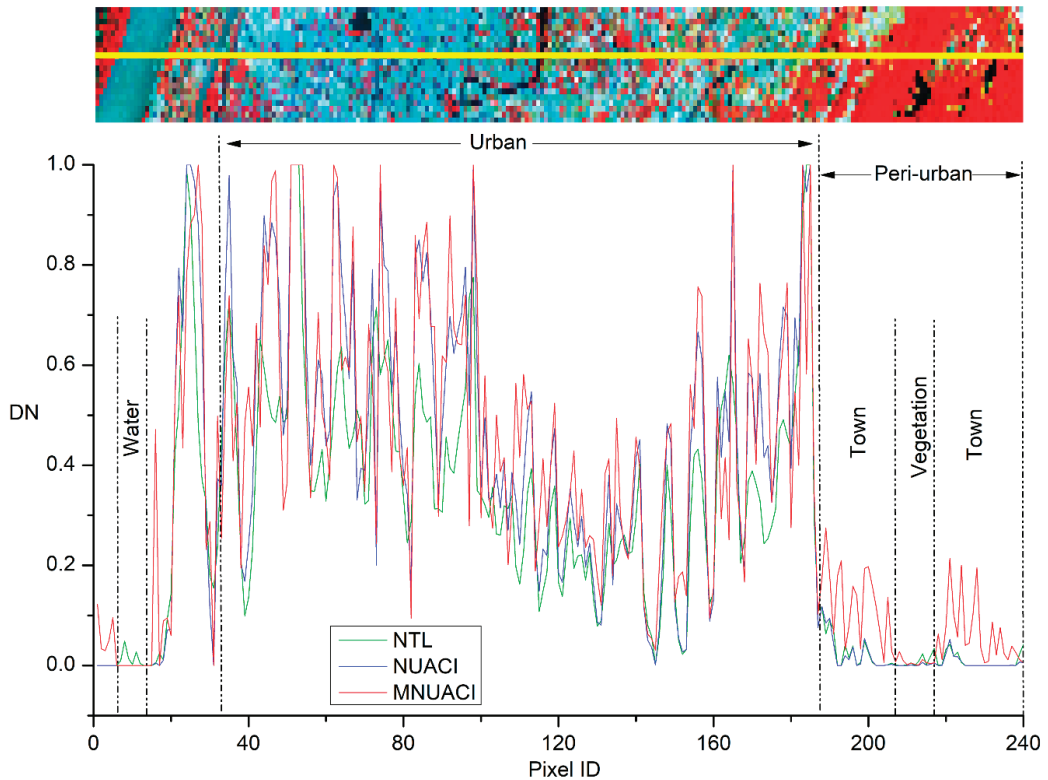 Urban
Peri-urban
1.0
0.8
0.6
0.4
0.2
0.0
DN
Water
Town
Vegetation
Town
NTL
NUACI
MNUACI
0
40
80
120
160
200
240
Pixel ID